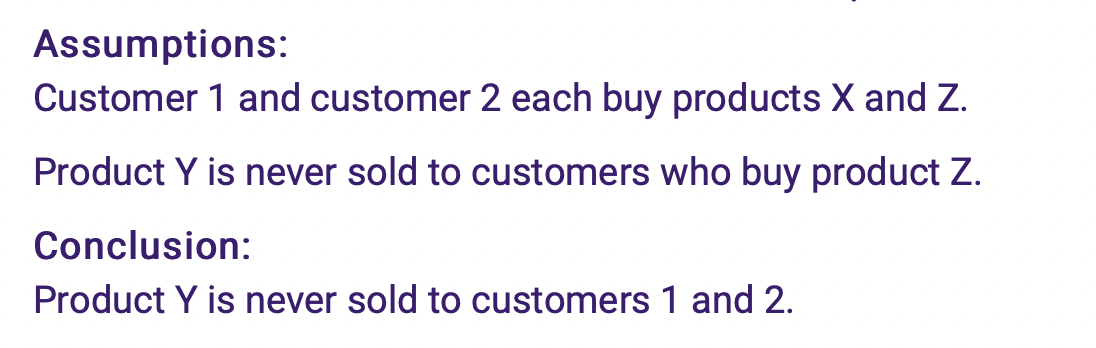 Assumptions:
Customer 1 and customer 2 each buy products X and Z.
Product Y is never sold to customers who buy product Z.
Conclusion:
Product Y is never sold to customers 1 and 2.